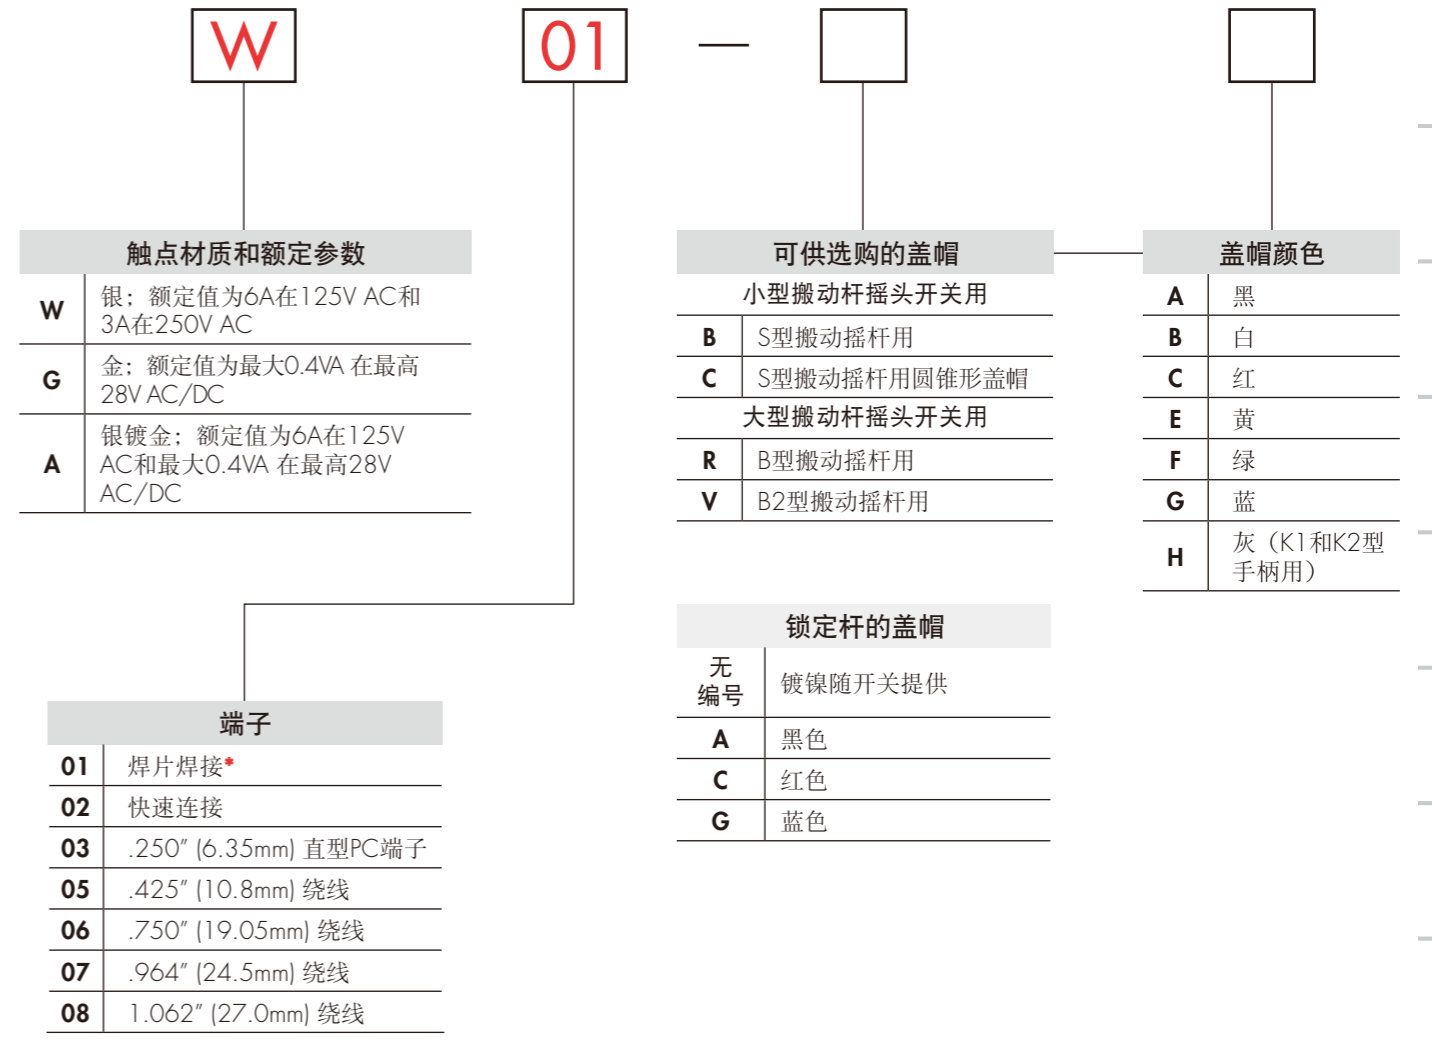 W 01 —
触点材质和额定参数
W 银；额定值为6A在125V AC和
3A在250V AC
G 金；额定值为最大0.4VA 在最高
28V AC/DC
A 银镀金；额定值为6A在125V
AC和最大0.4VA 在最高28V
AC/DC
端子
01 焊片焊接*
02 快速连接
03 .250" (6.35mm) 直型PC端子
05 .425" (10.8mm) 绕线
06 .750" (19.05mm) 绕线
07 .964" (24.5mm) 绕线
08 1.062" (27.0mm) 绕线
可供选购的盖帽
小型搬动杆摇头开关用
B S型搬动摇杆用
C S型搬动摇杆用圆锥形盖帽
大型搬动杆摇头开关用
R B型搬动摇杆用
V B2型搬动摇杆用
锁定杆的盖帽
无
编号 镀镍随开关提供
A 黑色
C 红色
G 蓝色
盖帽颜色
A 黑
B 白
C 红
E 黄
F 绿
G 蓝
H 灰（K1和K2型
手柄用）